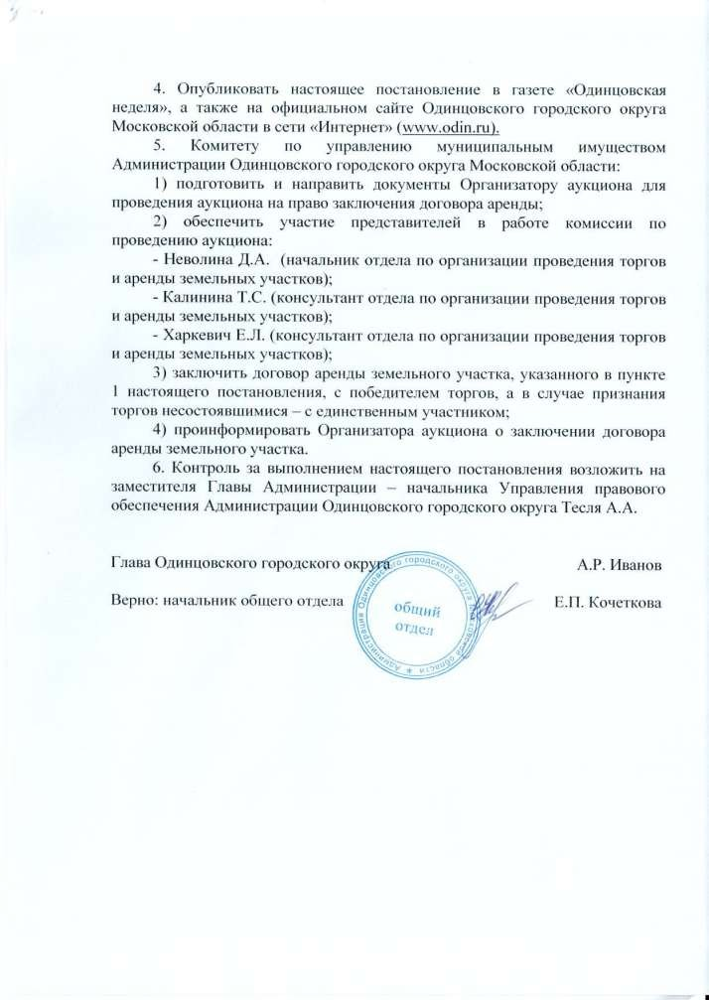 4. Опубликовать настоящее постановление в газете «Одинцовская
неделя», а также на официальном сайте Одинцовского городского округа
Московской области в сети «Интернет» (www.odin.ru).
5. Комитету по управлению муниципальным имуществом
Администрации Одинцовского городского округа Московской области:
1) подготовить и направить документы Организатору аукциона для
проведения аукциона на право заключения договора аренды;
2) обеспечить участие представителей в работе комиссии по
проведению аукциона:
- Неволина Д.А. (начальник отдела по организации проведения торгов
и аренды земельных участков);
- Калинина Т.С. (консультант отдела по организации проведения торгов
и аренды земельных участков);
- Харкевич Е.Л. (консультант отдела по организации проведения торгов
и аренды земельных участков);
3) заключить договор аренды земельного участка, указанного в пункте
1 настоящего постановления, с победителем торгов, а в случае признания
торгов несостоявшимися – с единственным участником;
4) проинформировать Организатора аукциона о заключении договора
аренды земельного участка.
6. Контроль за выполнением настоящего постановления возложить на
заместителя Главы Администрации – начальника Управления правового
обеспечения Администрации Одинцовского городского округа Тесля А.А.
Глава Одинцовского городского округа А.Р. Иванов
Верно: начальник общего отдела Е.П. Кочеткова
Администрация Одинцовского городского округа Московской области *
общий
отдел